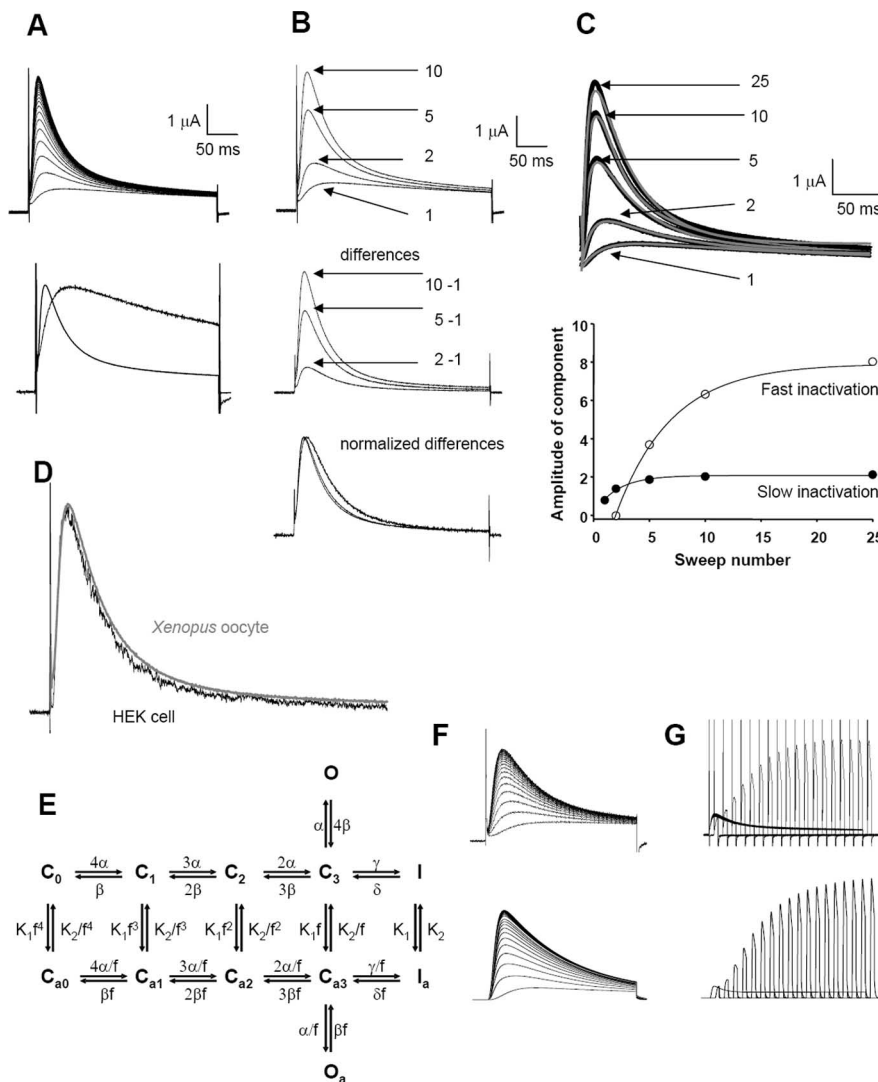 A
1 μA
50 ms
B
10
5
2
1
differences
10 -1
5 -1
2 -1
normalized differences
C
25
10
5
2
1
1 μA
50 ms
Amplitude of component
10
8
6
4
2
0
Fast inactivation
Slow inactivation
0 5 10 15 20 25
Sweep number
D
Xenopus oocyte
HEK cell
E
O
α 4β
4α 3α 2α γ
C₀ C₁ C₂ C₃ I
β 2β 3β δ
K₁f⁴ K₂/f⁴ K₁f³ K₂/f³ K₁f² K₂/f² K₁f K₂/f K₁ K₂
4α/f 3α/f 2α/f γ/f
Cₐ₀ Cₐ₁ Cₐ₂ Cₐ₃ Iₐ
βf 2βf 3βf δf
α/f βf
Oₐ
F
G